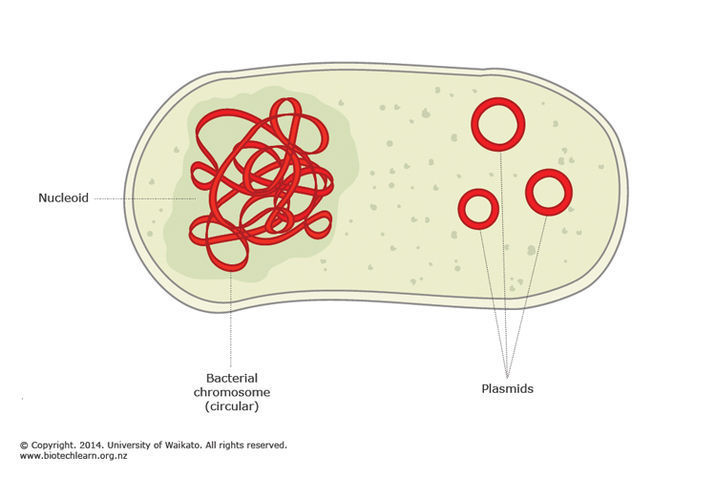 Nucleoid
Bacterial
chromosome
(circular)
Plasmids
© Copyright. 2014. University of Waikato. All rights reserved.
www.biotechlearn.org.nz